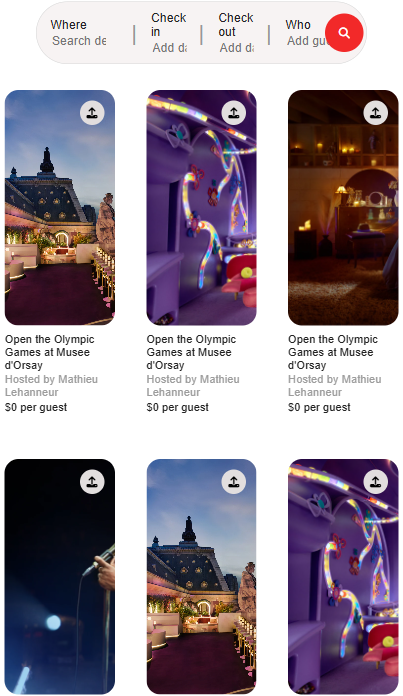 Where
Search de
Check
in
Add da
Check
out
Add da
Who
Add gu
Open the Olympic
Games at Musee
d'Orsay
Hosted by Mathieu
Lehanneur
$0 per guest
Open the Olympic
Games at Musee
d'Orsay
Hosted by Mathieu
Lehanneur
$0 per guest
Open the Olympic
Games at Musee
d'Orsay
Hosted by Mathieu
Lehanneur
$0 per guest